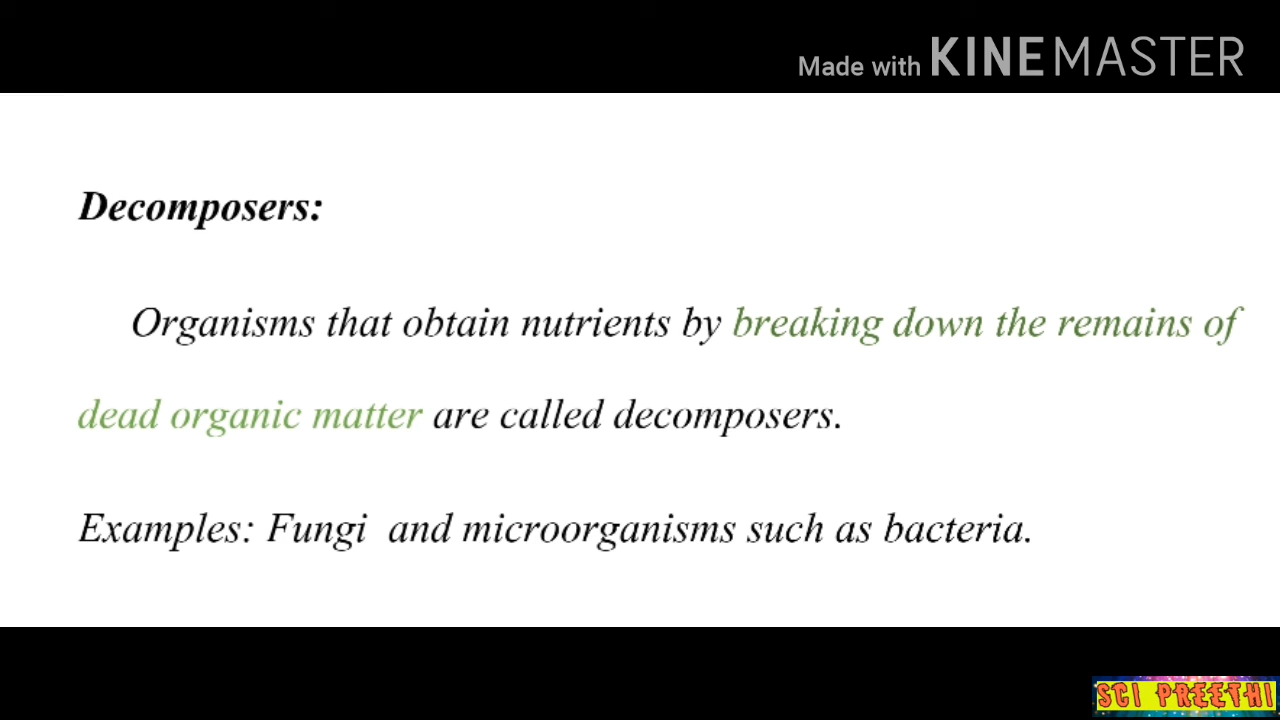 Made with KINEMASTER
Decomposers:
Organisms that obtain nutrients by breaking down the remains of
dead organic matter are called decomposers.
Examples: Fungi and microorganisms such as bacteria.
SCI PREETHI